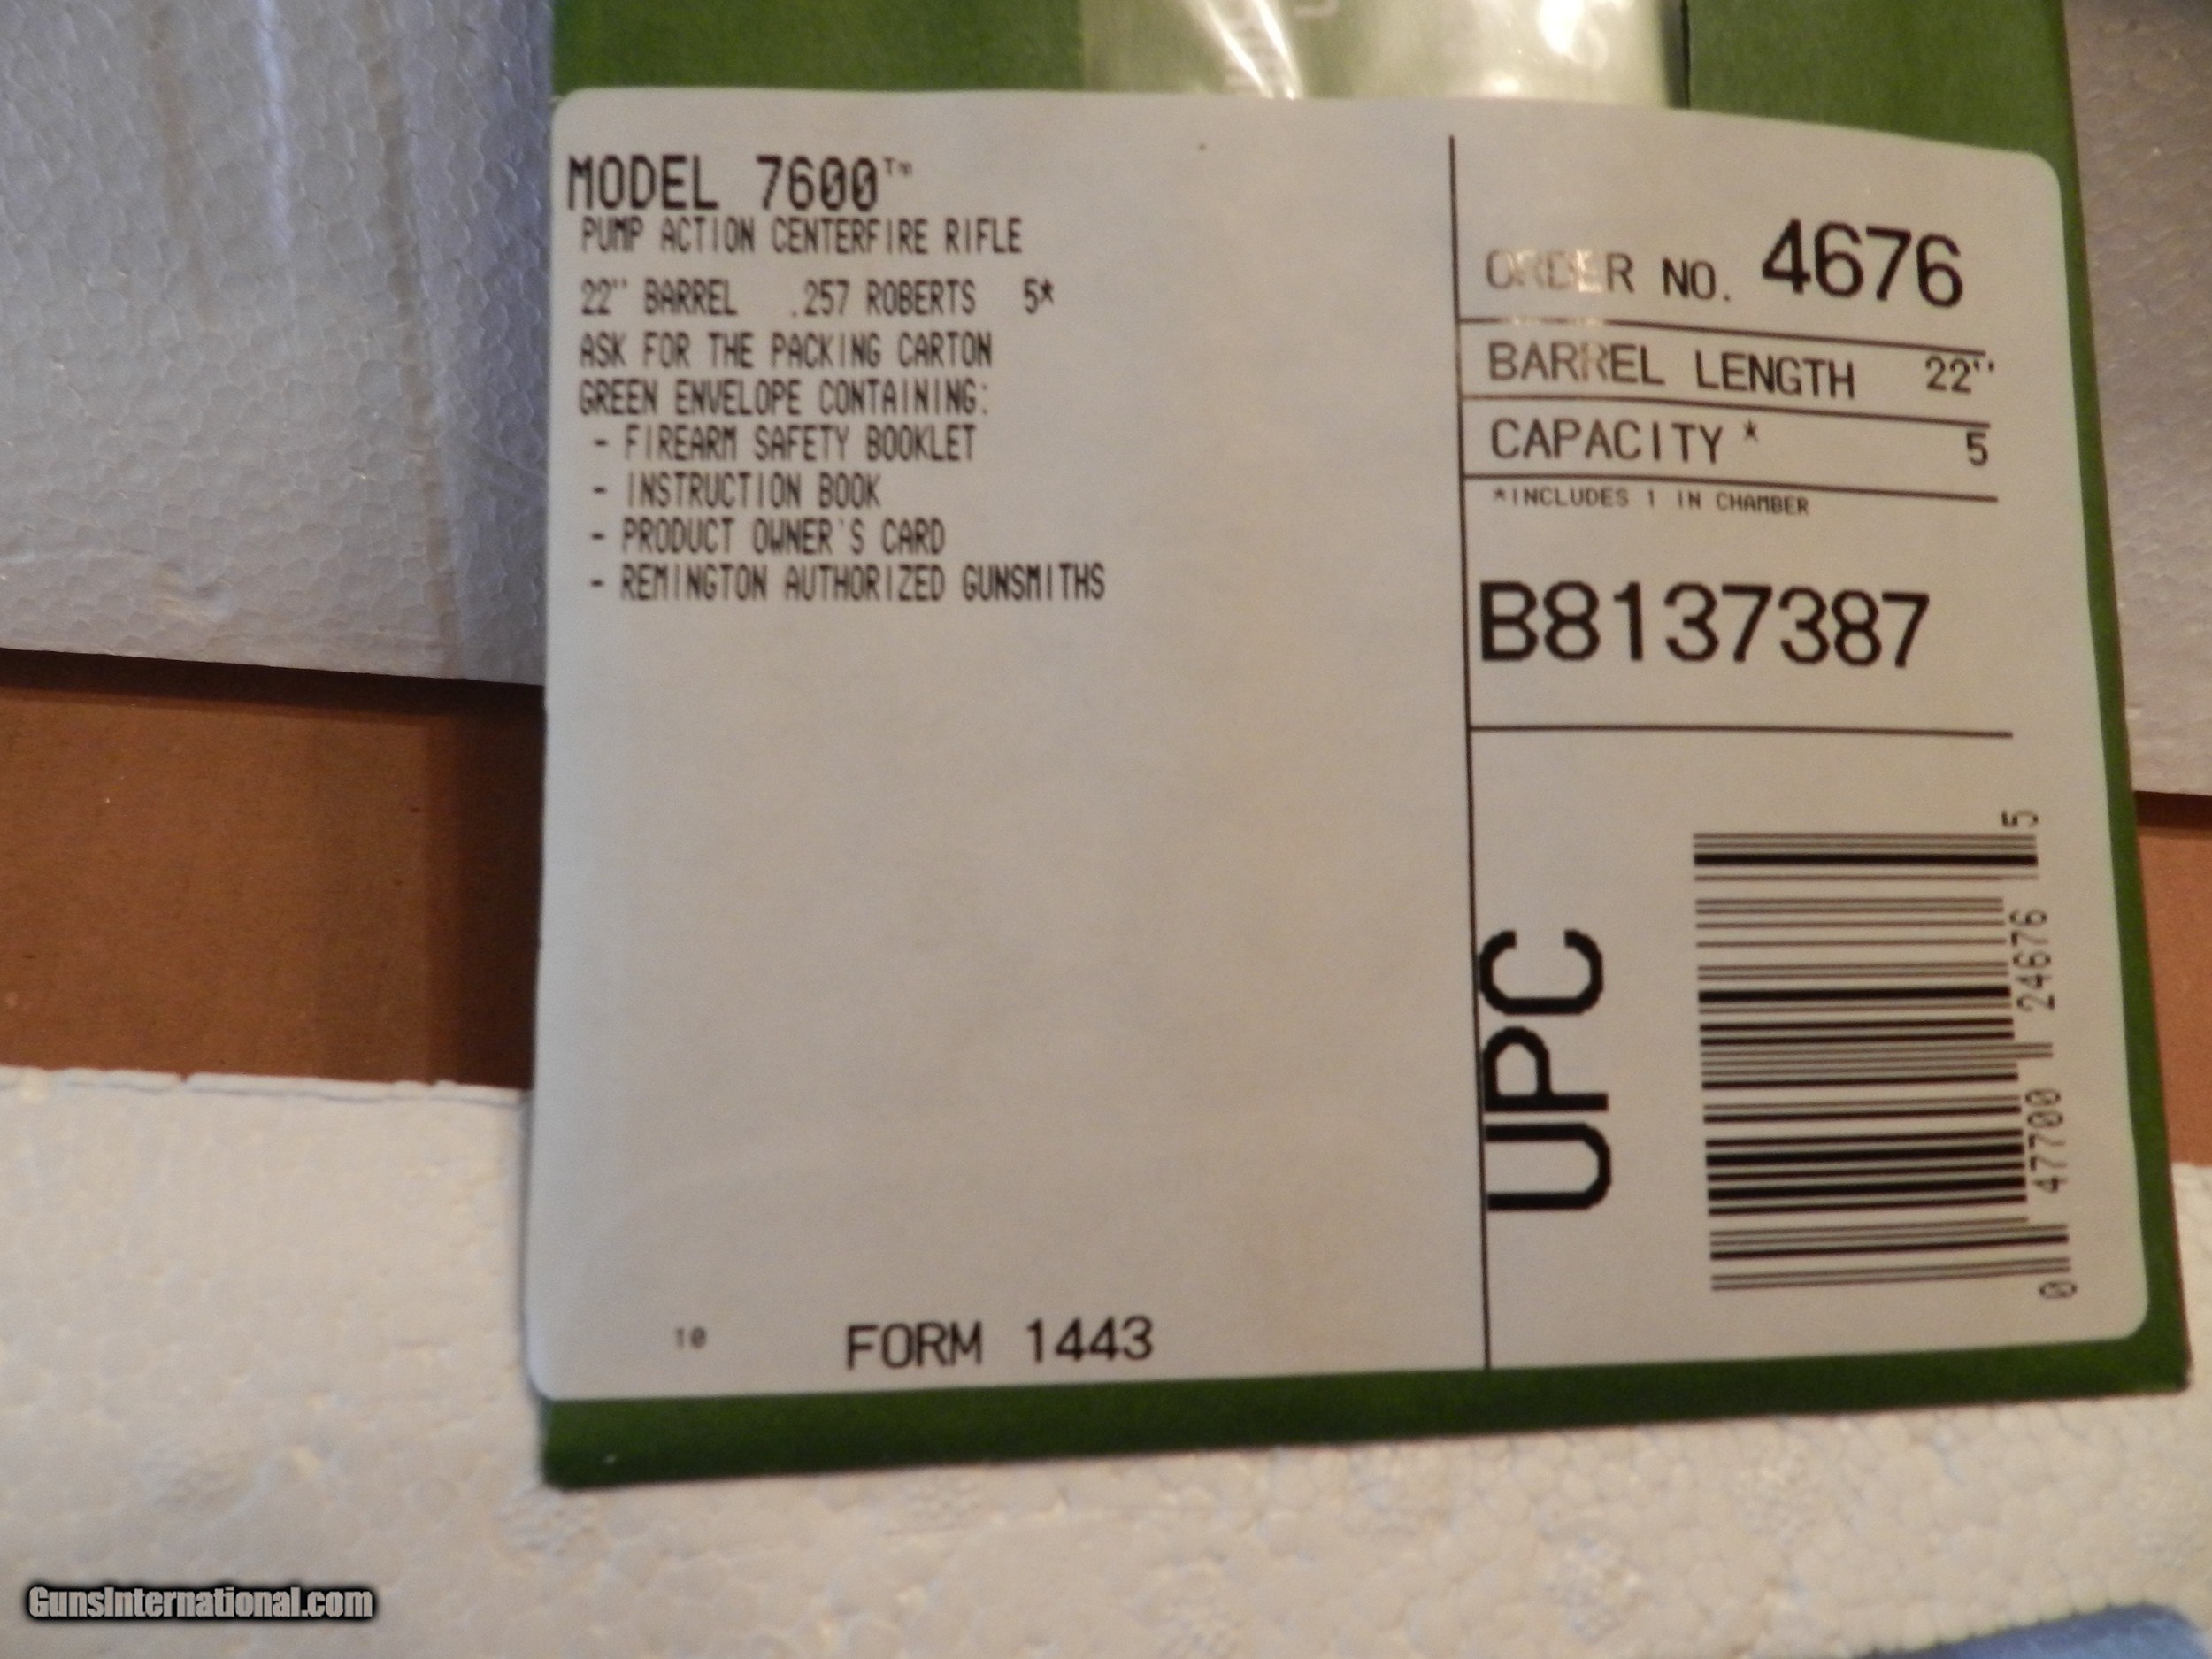 MODEL 7600™
PUMP ACTION CENTERFIRE RIFLE
22" BARREL .257 ROBERTS 5*
ASK FOR THE PACKING CARTON
GREEN ENVELOPE CONTAINING:
- FIREARM SAFETY BOOKLET
- INSTRUCTION BOOK
- PRODUCT OWNER'S CARD
- REMINGTON AUTHORIZED GUNSMITHS
10 FORM 1443
ORDER NO. 4676
BARREL LENGTH 22"
CAPACITY * 5
*INCLUDES 1 IN CHAMBER
B8137387
UPC
0 47700 24676 5
GunsInternational.com